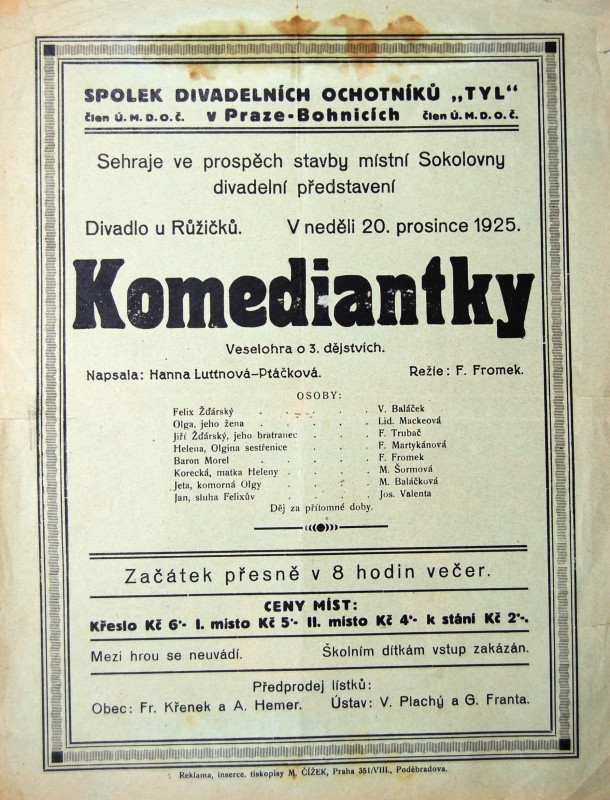 SPOLEK DIVADELNÍCH OCHOTNÍKŮ „TYL“
člen Ú. M. D. O. č. v Praze-Bohnicích člen Ú. M. D. O. č.
Sehraje ve prospěch stavby místní Sokolovny
divadelní představení
Divadlo u Růžičků. V neděli 20. prosince 1925.
Komediantky
Veselohra o 3. dějstvích.
Napsala: Hanna Luttnová-Ptáčková. Režie: F. Fromek.
OSOBY:
Felix Žďárský . . . . V. Baláček
Olga, jeho žena . . . . Lid. Mackeová
Jiří Žďárský, jeho bratranec . . . F. Trubač
Helena, Olgina sestřenice . . . F. Martykánová
Baron Morel . . . . F. Fromek
Korecká, matka Heleny . . . . M. Šormová
Jeta, komorná Olgy . . . . M. Baláčková
Jan, sluha Felixův . . . . Jos. Valenta
Děj za přítomné doby.
Začátek přesně v 8 hodin večer.
CENY MÍST:
Křeslo Kč 6·- I. místo Kč 5·- II. místo Kč 4·- k stání Kč 2·-.
Mezi hrou se neuvádí. Školním dítkám vstup zakázán.
Předprodej lístků:
Obec: Fr. Křenek a A. Hemer. Ústav: V. Plachý a G. Franta.
Reklama, inserce, tiskopisy M. ČÍŽEK, Praha 351/VIII., Poděbradova.